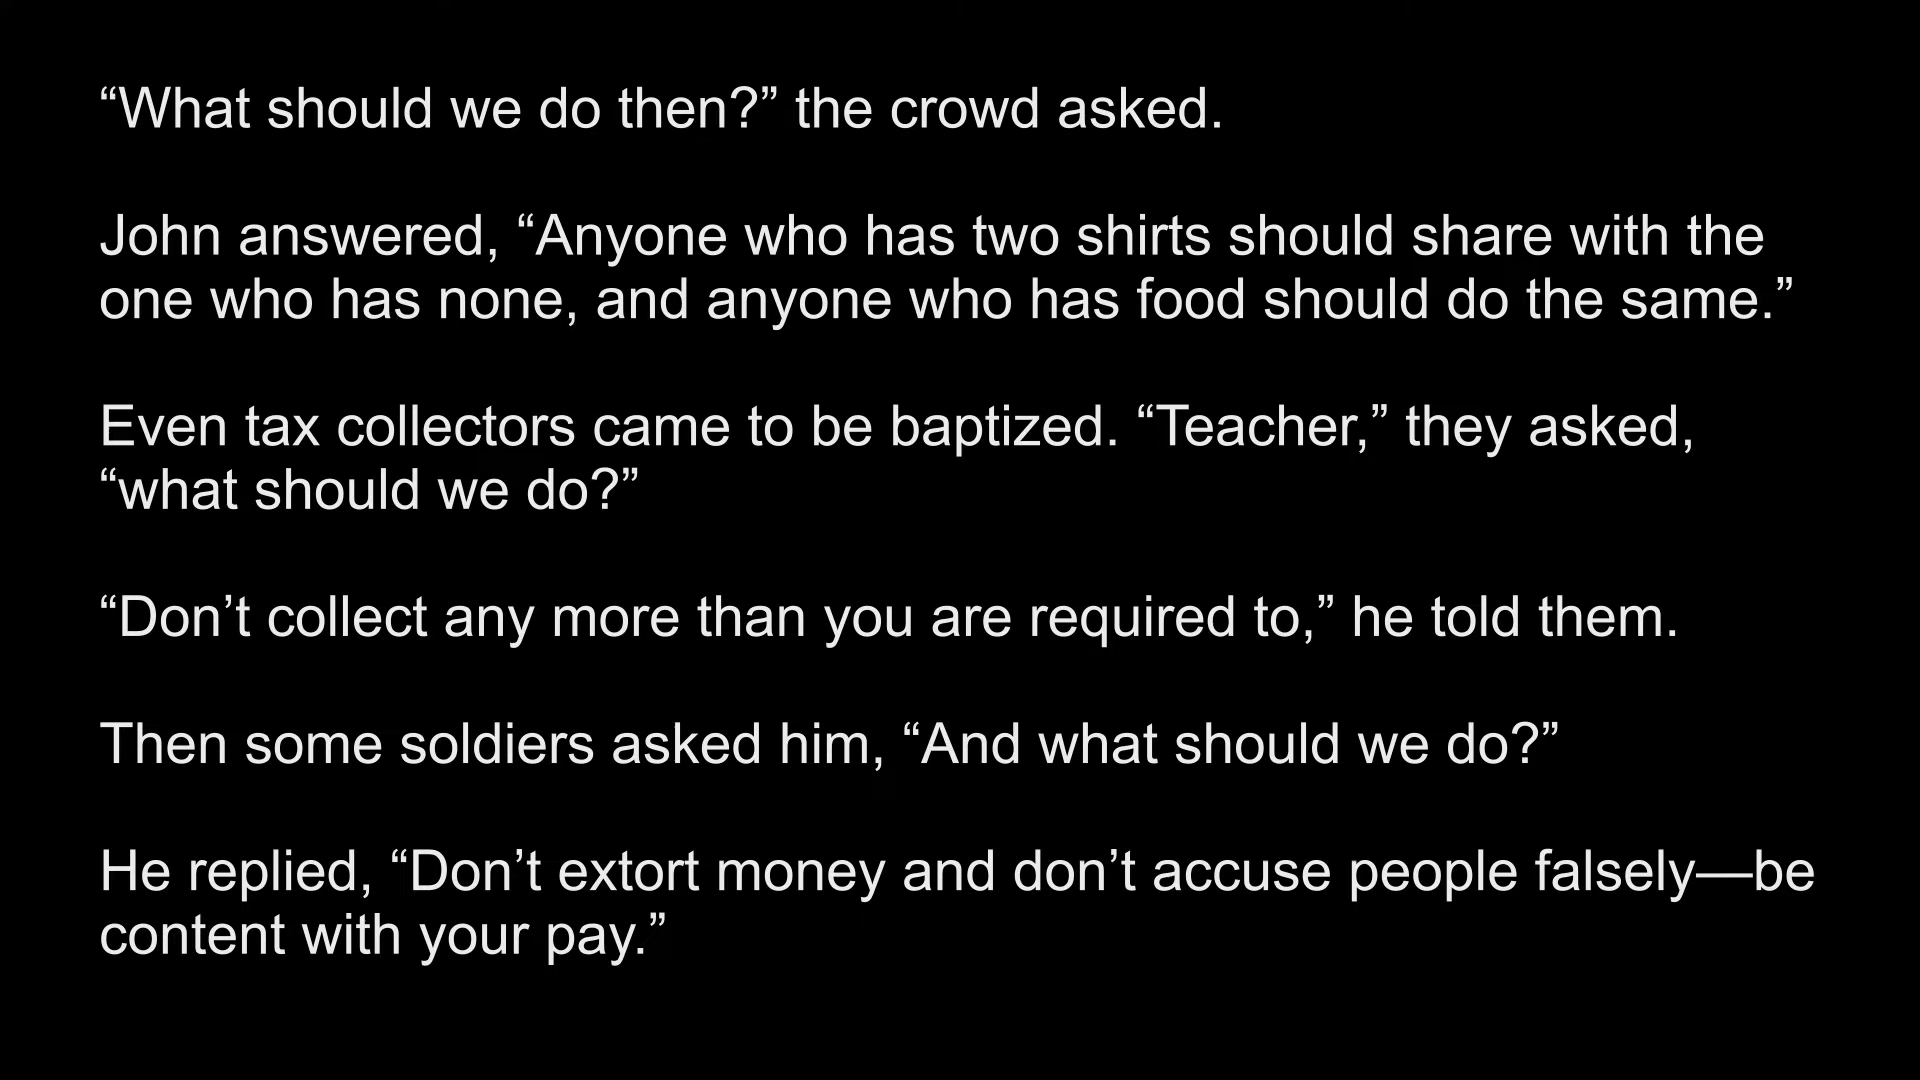 “What should we do then?” the crowd asked.
John answered, “Anyone who has two shirts should share with the
one who has none, and anyone who has food should do the same.”
Even tax collectors came to be baptized. “Teacher,” they asked,
“what should we do?”
“Don’t collect any more than you are required to,” he told them.
Then some soldiers asked him, “And what should we do?”
He replied, “Don’t extort money and don’t accuse people falsely—be
content with your pay.”